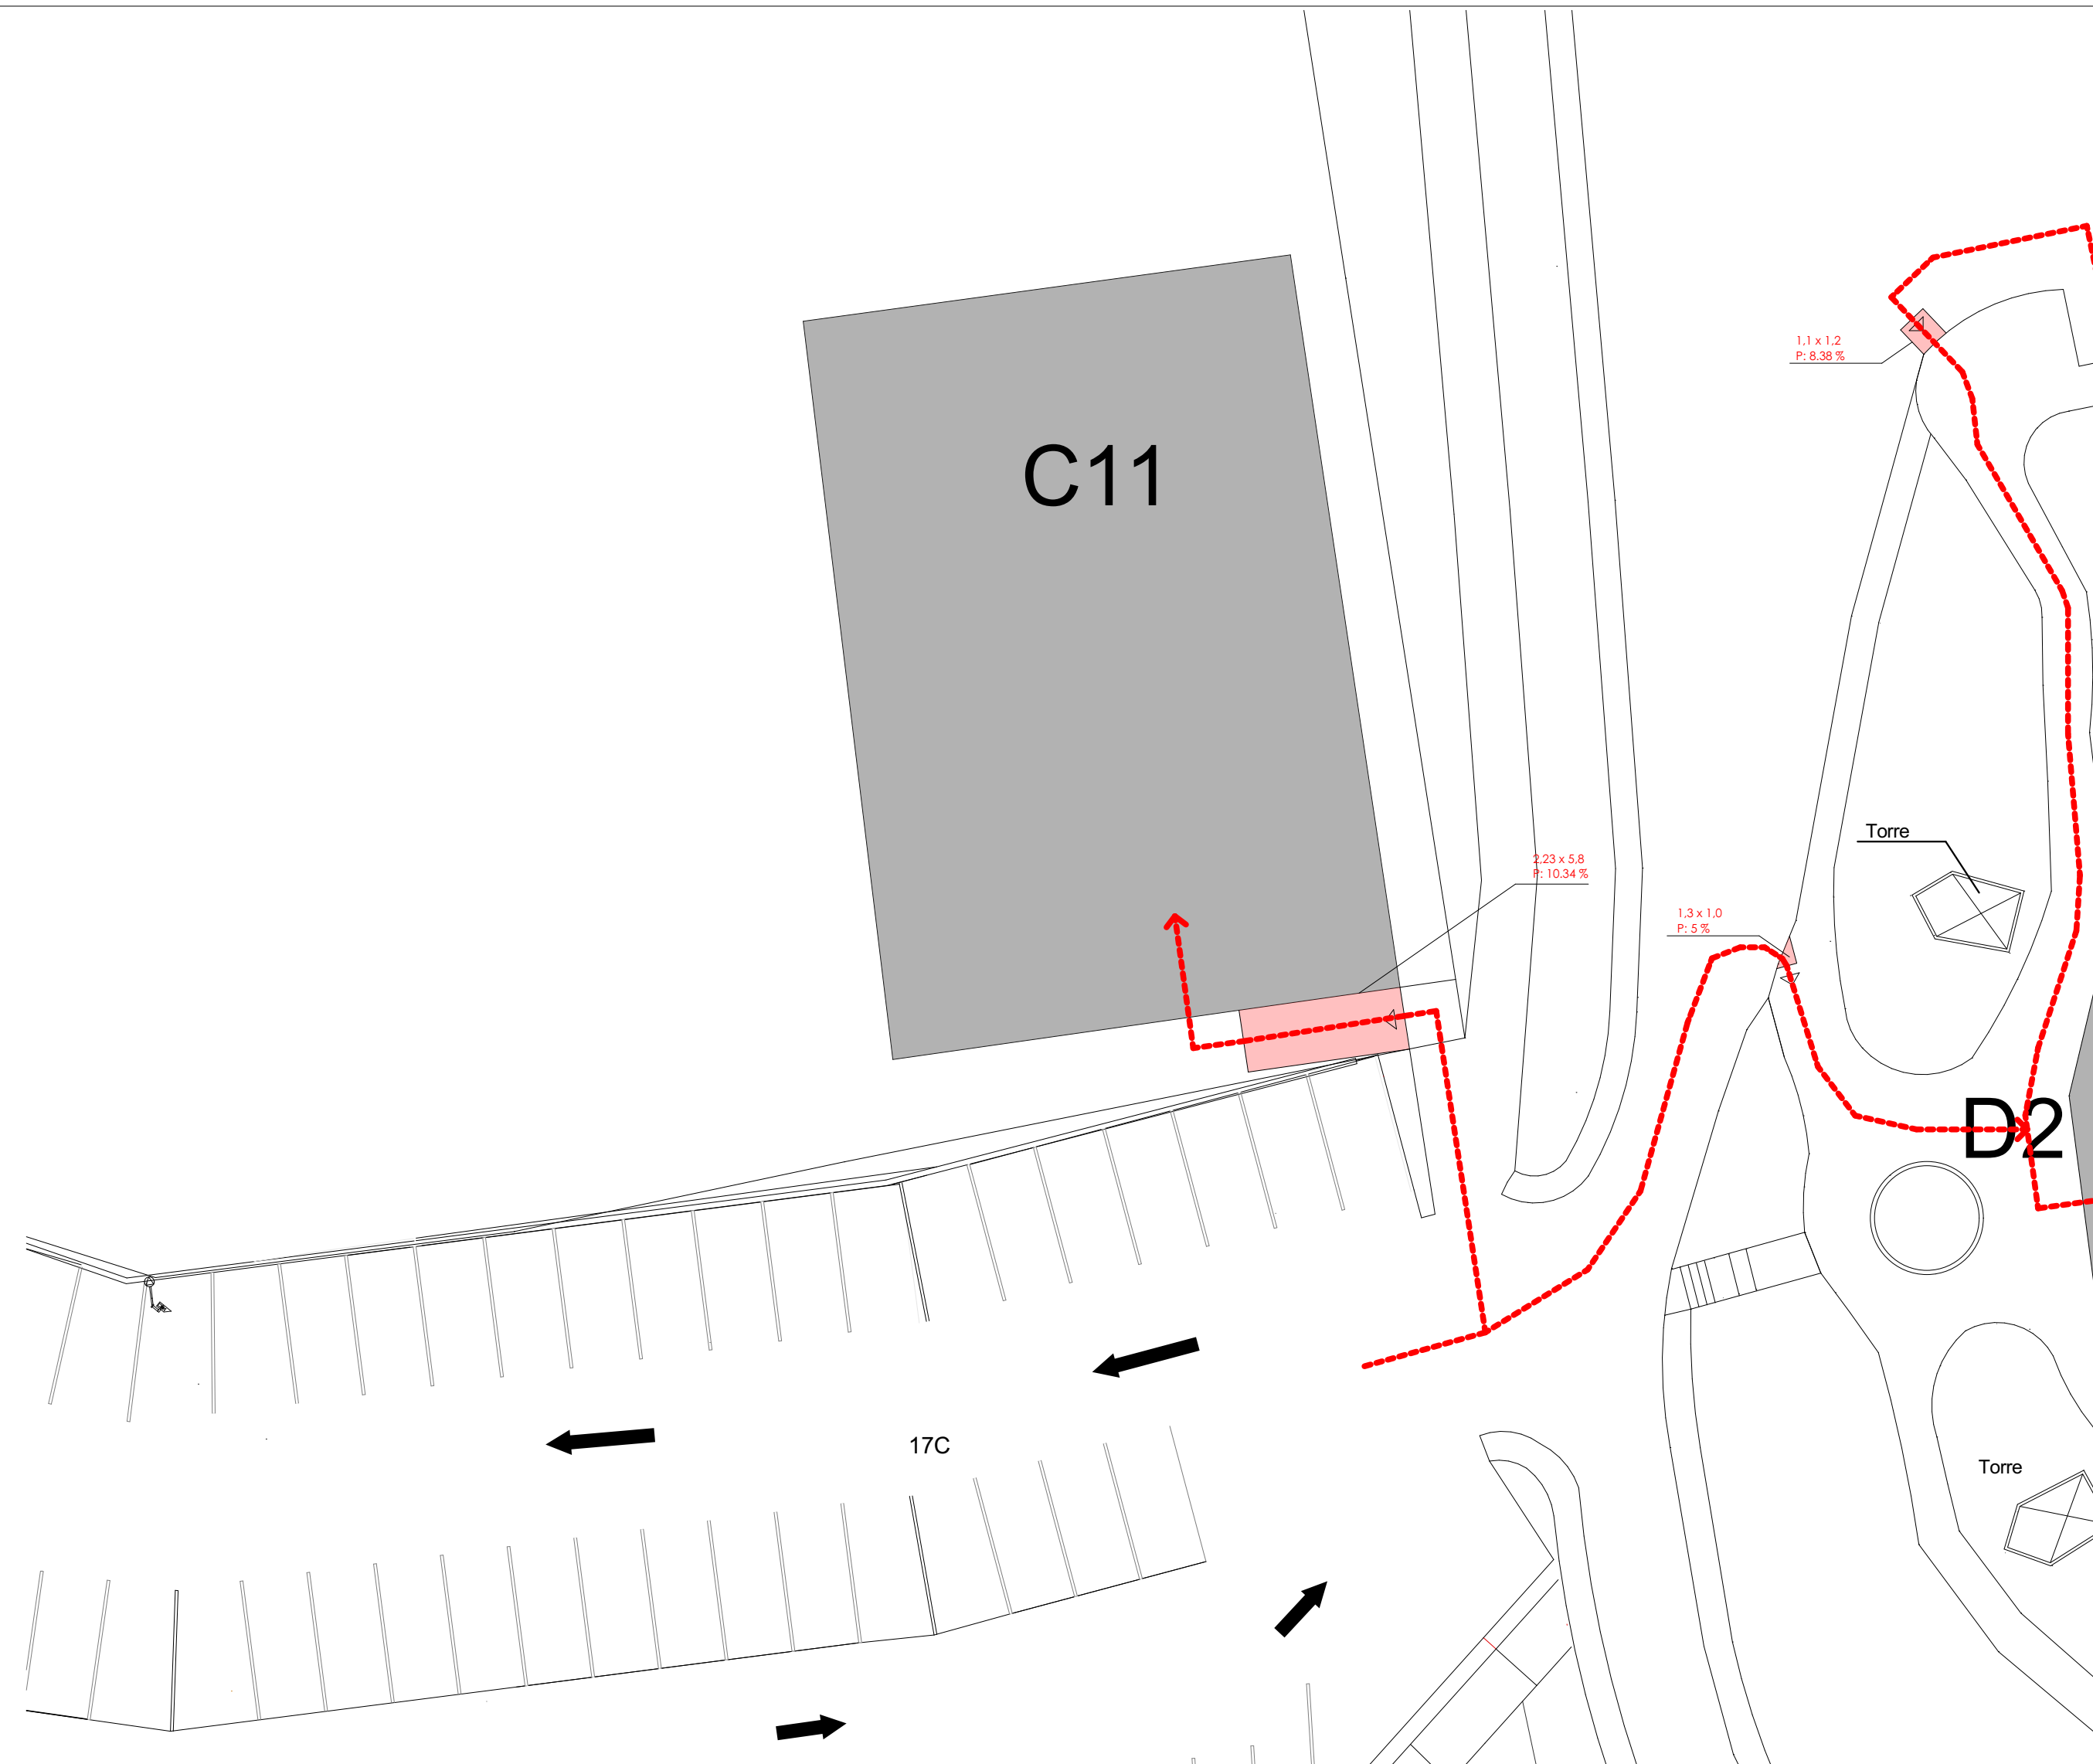 1,1 x 1,2
P: 8.38 %
C11
Torre
2,23 x 5,8
P: 10.34 %
1,3 x 1,0
P: 5 %
D2
17C
Torre